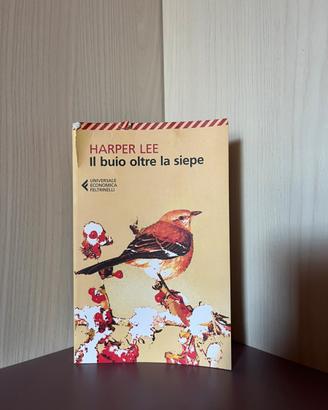 HARPER LEE
Il buio oltre la siepe
UNIVERSALE
ECONOMICA
FELTRINELLI